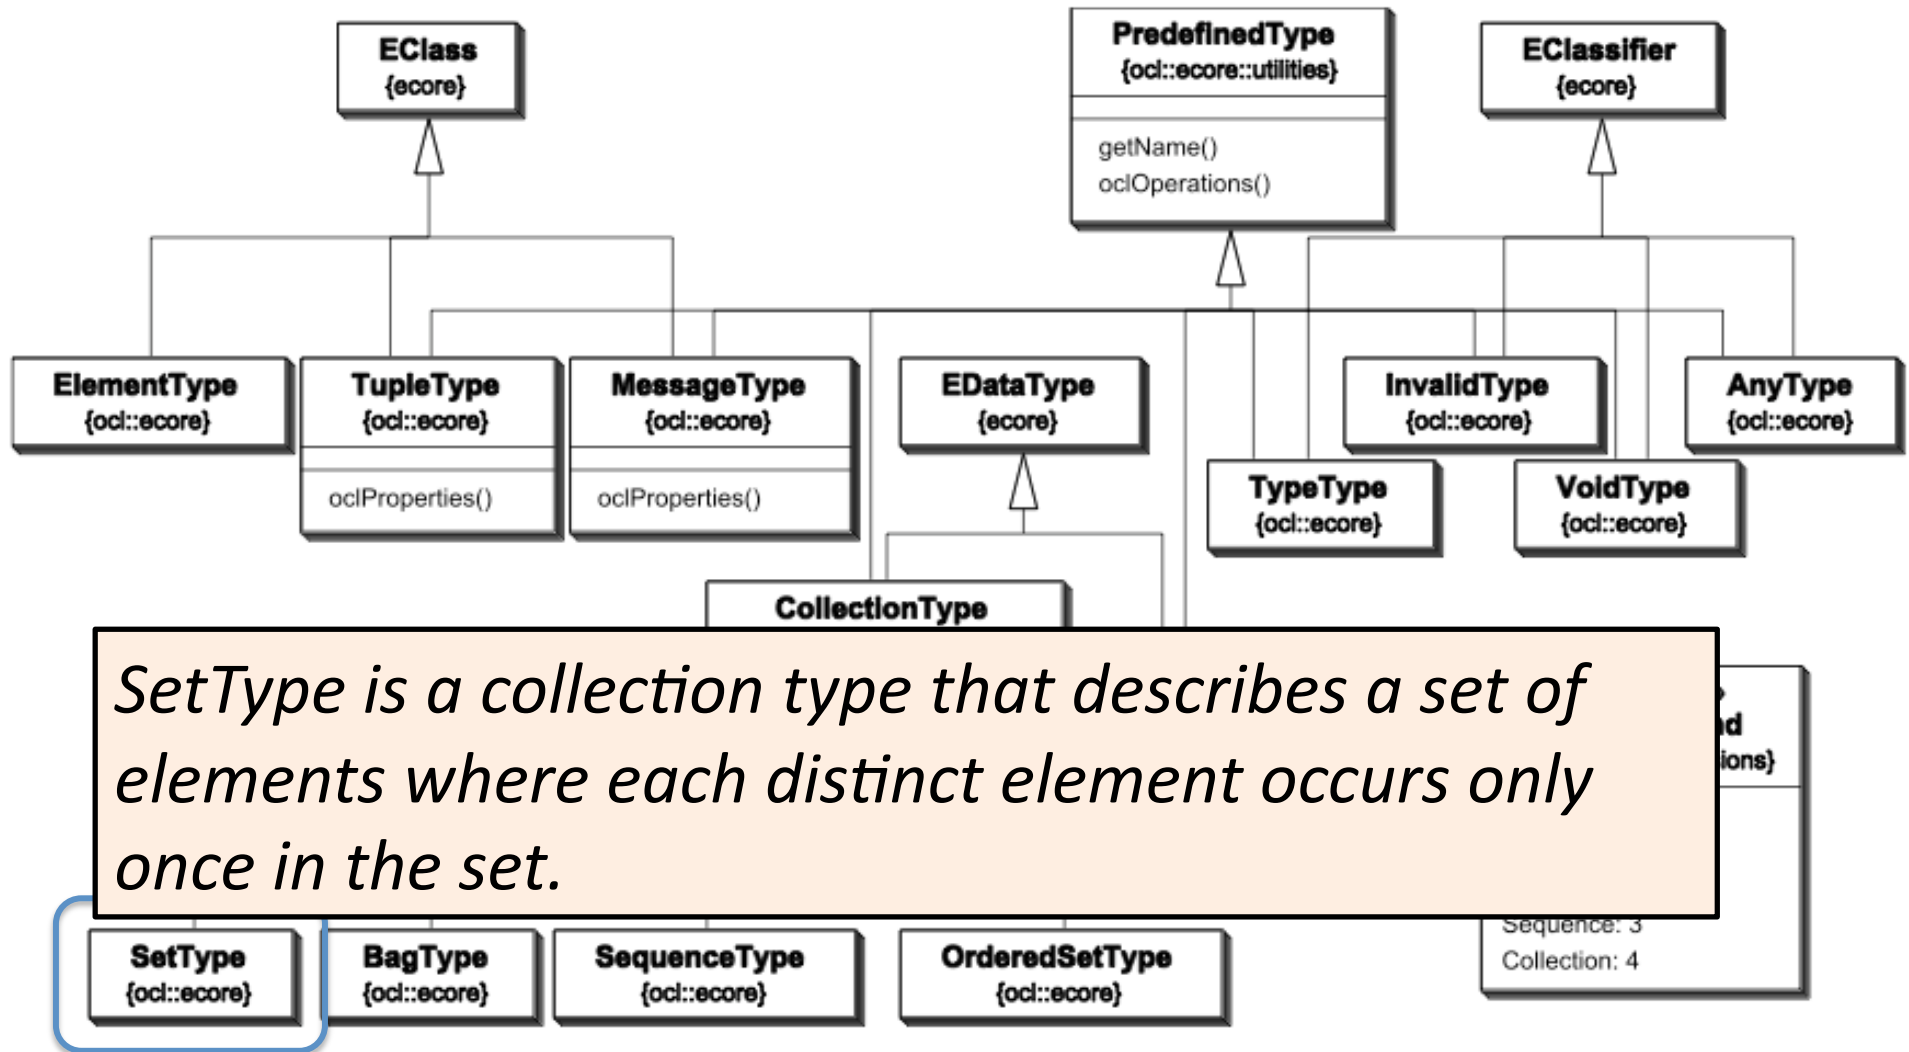 EClass
{ecore}
PredefinedType
{ocl::ecore::utilities}
getName()
oclOperations()
EClassifier
{ecore}
ElementType
{ocl::ecore}
TupleType
{ocl::ecore}
oclProperties()
MessageType
{ocl::ecore}
oclProperties()
EDataType
{ecore}
InvalidType
{ocl::ecore}
AnyType
{ocl::ecore}
TypeType
{ocl::ecore}
VoidType
{ocl::ecore}
CollectionType
SetType is a collection type that describes a set of
elements where each distinct element occurs only
once in the set.
Sequence: 3
Collection: 4
SetType
{ocl::ecore}
BagType
{ocl::ecore}
SequenceType
{ocl::ecore}
OrderedSetType
{ocl::ecore}